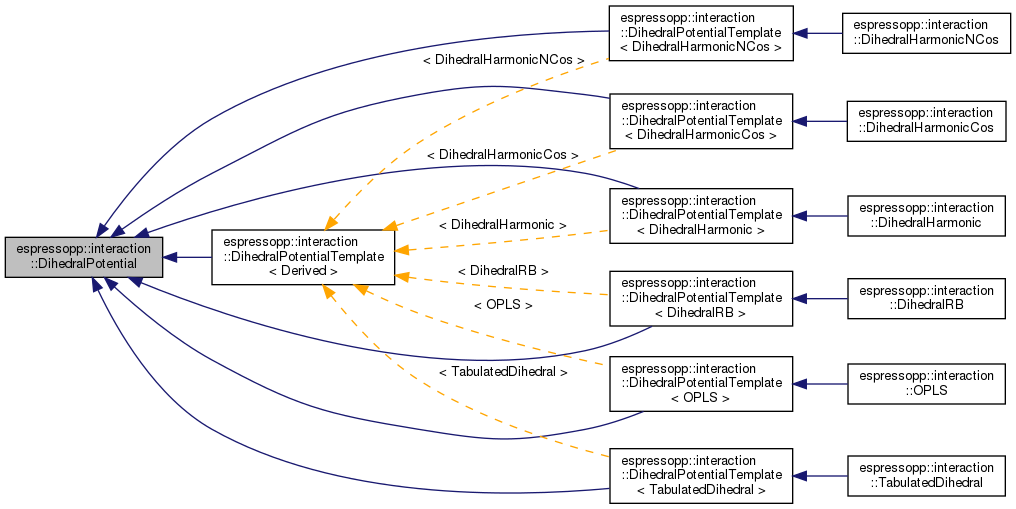 espressopp::interaction
::DihedralPotential
espressopp::interaction
::DihedralPotentialTemplate
< Derived >
< DihedralHarmonicNCos >
< DihedralHarmonicCos >
< DihedralHarmonic >
< DihedralRB >
< OPLS >
< TabulatedDihedral >
espressopp::interaction
::DihedralPotentialTemplate
< DihedralHarmonicNCos >
espressopp::interaction
::DihedralHarmonicNCos
espressopp::interaction
::DihedralPotentialTemplate
< DihedralHarmonicCos >
espressopp::interaction
::DihedralHarmonicCos
espressopp::interaction
::DihedralPotentialTemplate
< DihedralHarmonic >
espressopp::interaction
::DihedralHarmonic
espressopp::interaction
::DihedralPotentialTemplate
< DihedralRB >
espressopp::interaction
::DihedralRB
espressopp::interaction
::DihedralPotentialTemplate
< OPLS >
espressopp::interaction
::OPLS
espressopp::interaction
::DihedralPotentialTemplate
< TabulatedDihedral >
espressopp::interaction
::TabulatedDihedral